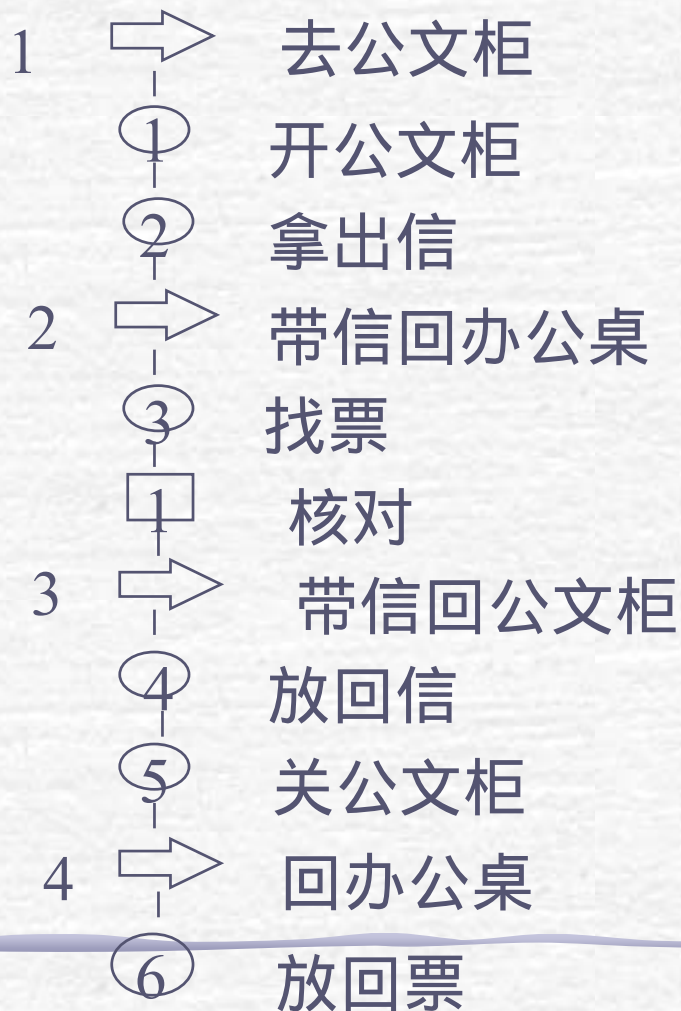 1 去公文柜
1 开公文柜
2 拿出信
2 带信回办公桌
3 找票
1 核对
3 带信回公文柜
4 放回信
5 关公文柜
4 回办公桌
6 放回票